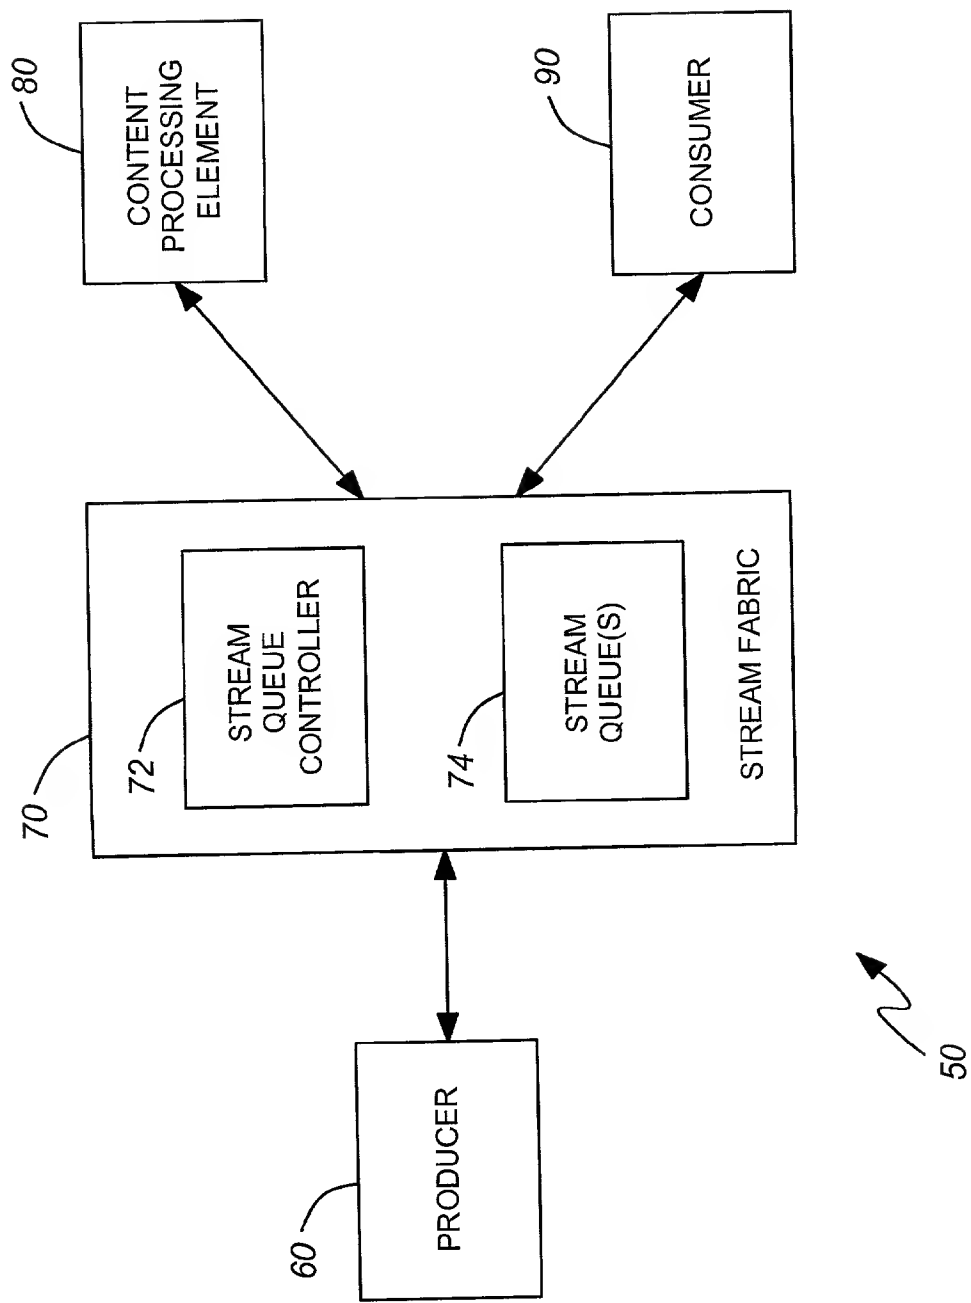 70
72
STREAM
QUEUE
CONTROLLER
74
STREAM
QUEUE(S)
STREAM FABRIC
80
CONTENT
PROCESSING
ELEMENT
90
CONSUMER
60
PRODUCER
50